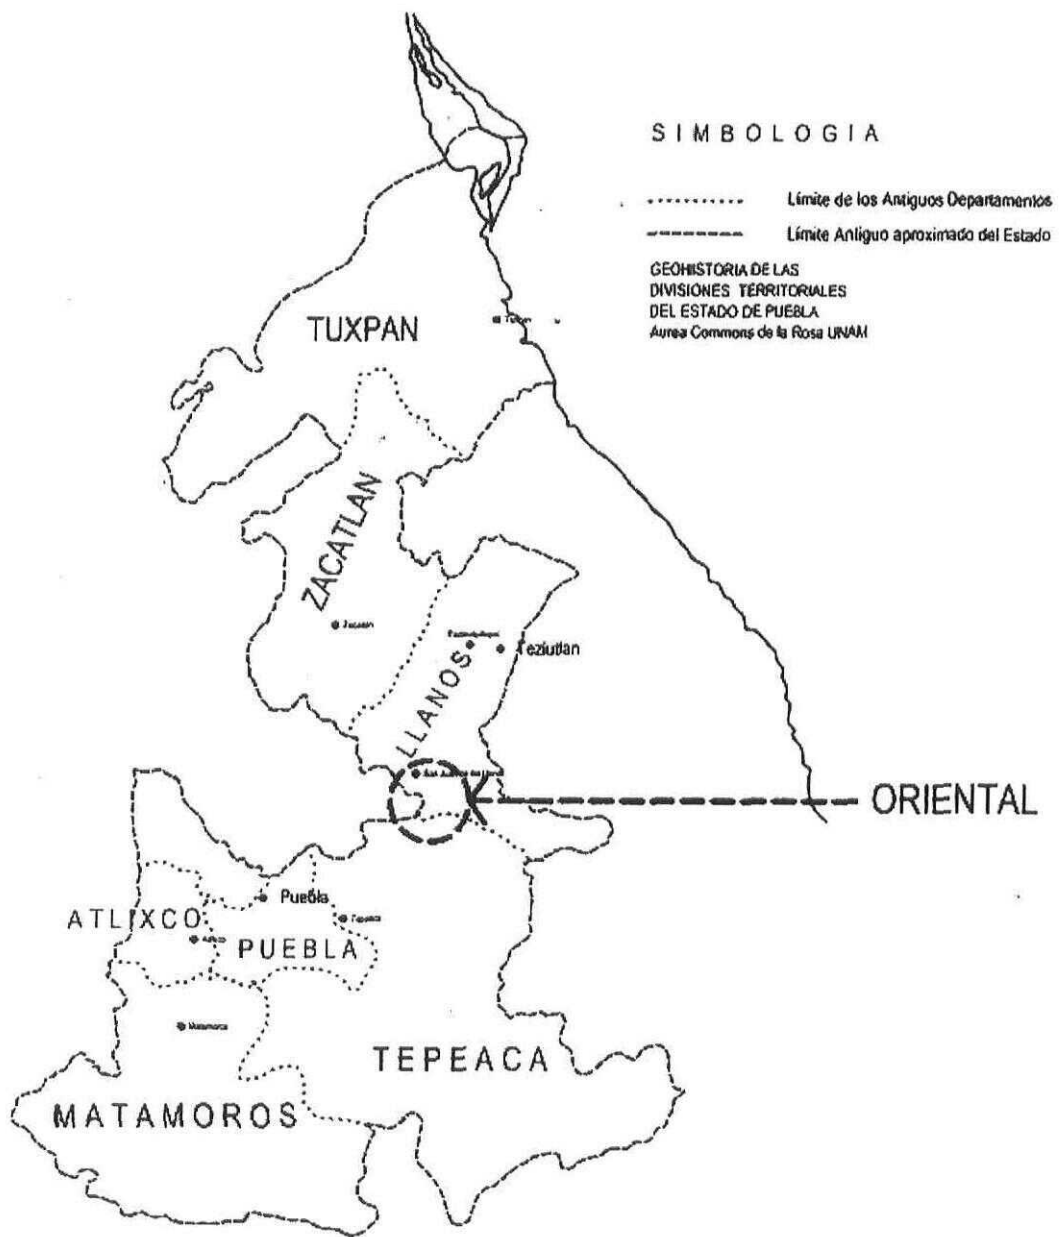 SIMBOLOGIA
Límite de los Antiguos Departamentos
Límite Antiguo aproximado del Estado
GEOHISTORIA DE LAS
DIVISIONES TERRITORIALES
DEL ESTADO DE PUEBLA
Aurea Commons de la Rosa UNAM
TUXPAN
ZACATLAN
Teziutlan
LLANOS
ORIENTAL
Puebla
ATLIXCO
PUEBLA
Matamoros
TEPEACA
MATAMOROS